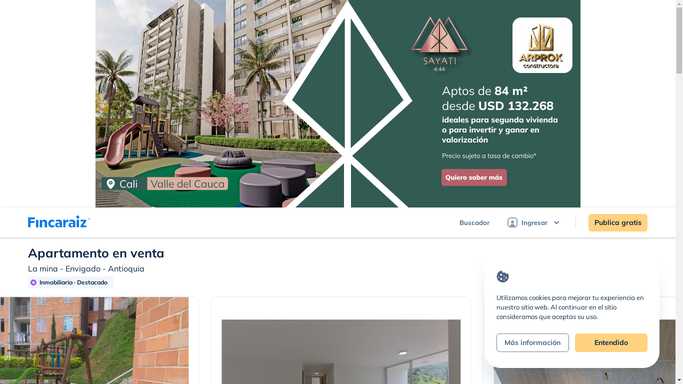 SAYATI
4:44
ARPROK
constructora
Aptos de 84 m²
desde USD 132.268
ideales para segunda vivienda
o para invertir y ganar en
valorización
Precio sujeto a tasa de cambio*
Quiero saber más
Cali
Valle del Cauca
Fincaraíz
Buscador
Ingresar
Publica gratis
Apartamento en venta
La mina - Envigado - Antioquia
Inmobiliaria · Destacado
Utilizamos cookies para mejorar tu experiencia en
nuestro sitio web. Al continuar en el sitio
consideramos que aceptas su uso.
Más información
Entendido